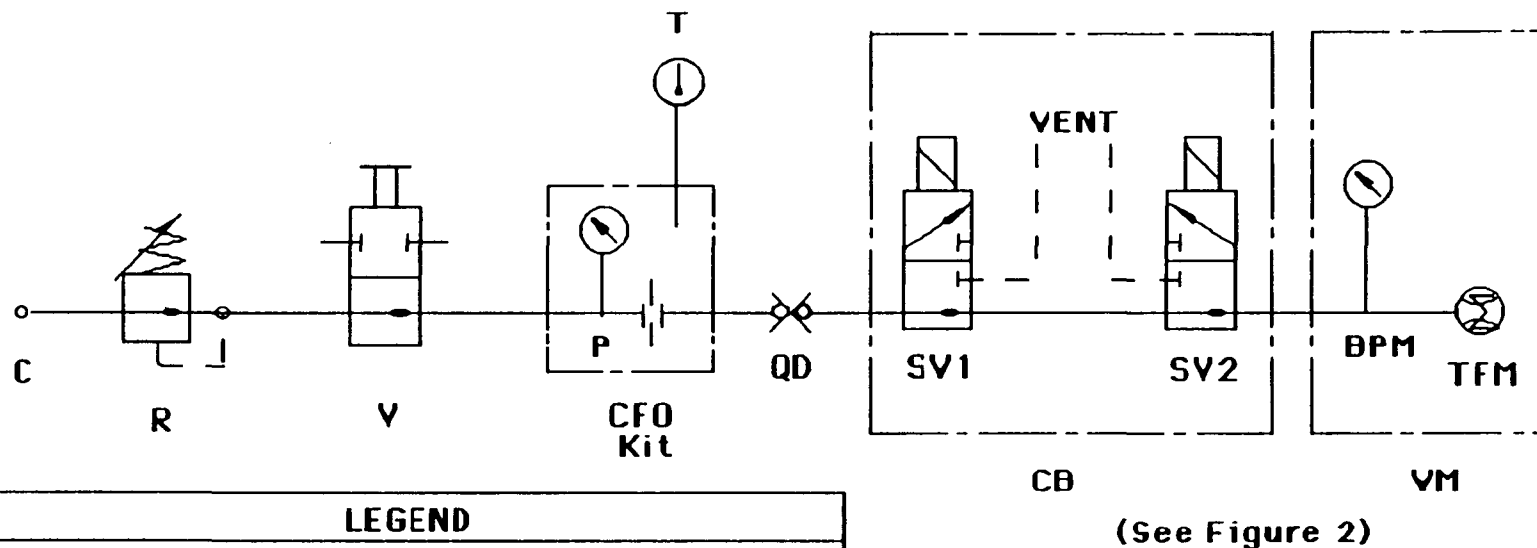 T
VENT
C
R
V
P
CFO
Kit
QD
SV1
SV2
BPM
TFM
CB
VM
LEGEND
(See Figure 2)